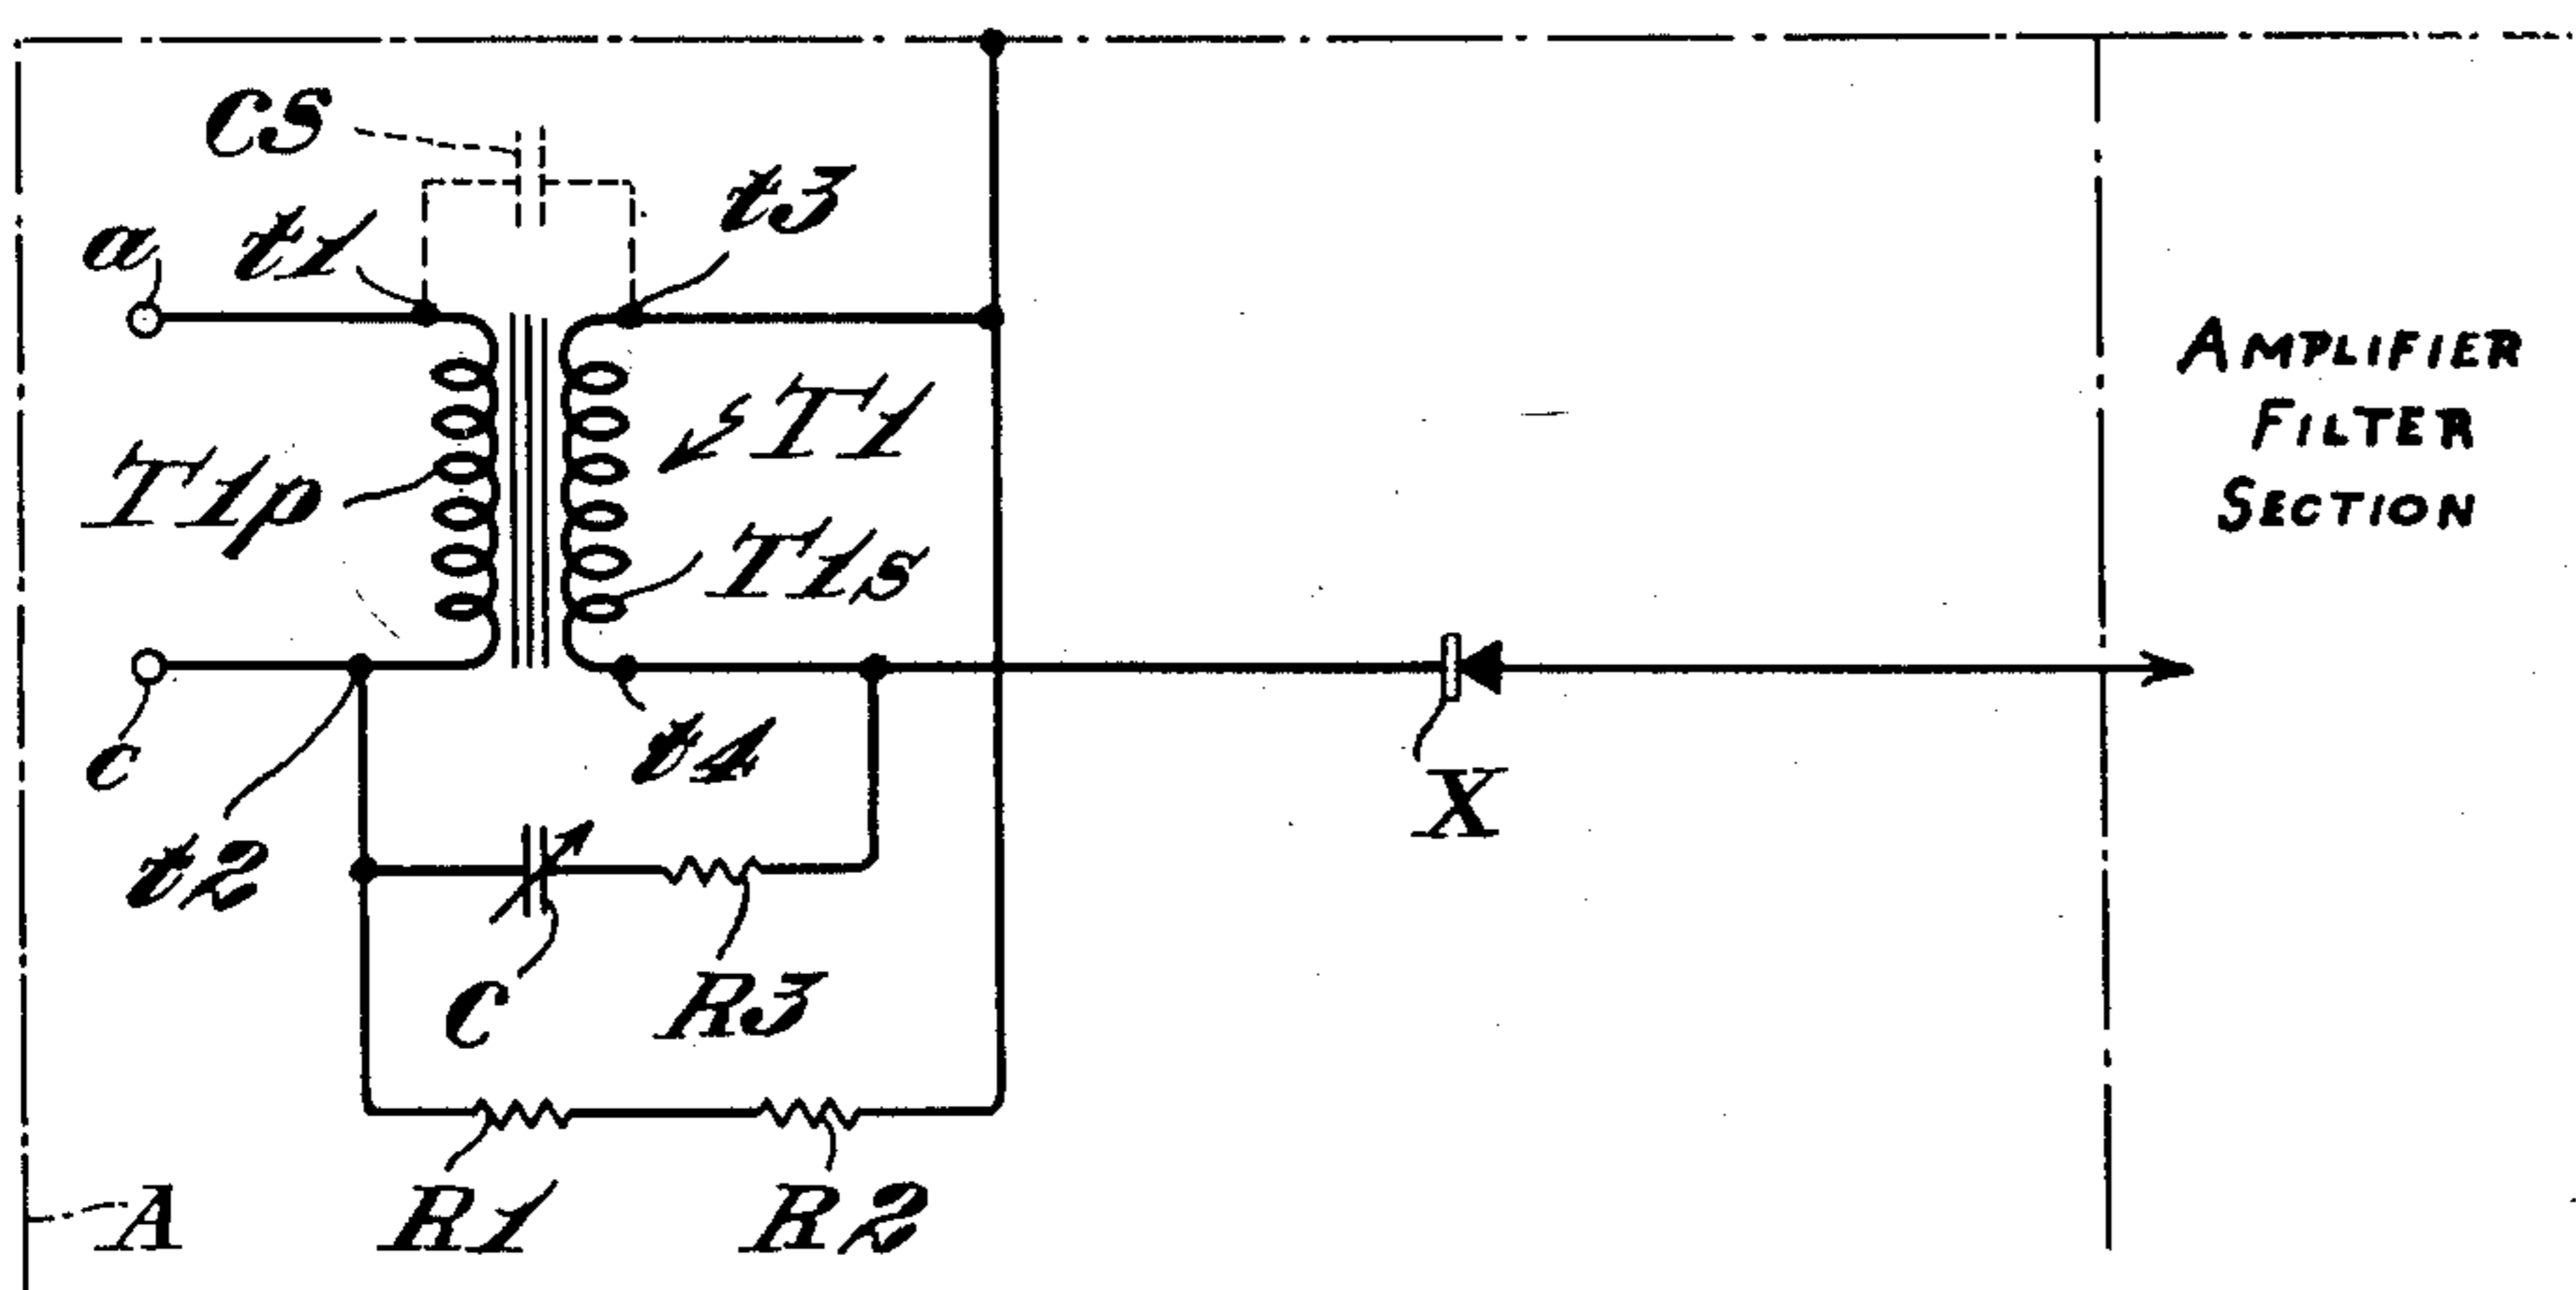 CS
t3
a
t1
T1
T1p
T1s
AMPLIFIER
FILTER
SECTION
c
t4
X
t2
C
R3
A
R1
R2